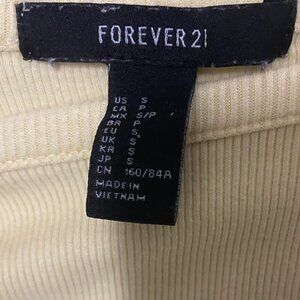 FOREVER 21
US S
CA P
MX S/P
BR P
EU S
UK S
KR S
JP S
CN 160/84A
MADE IN
VIETNAM